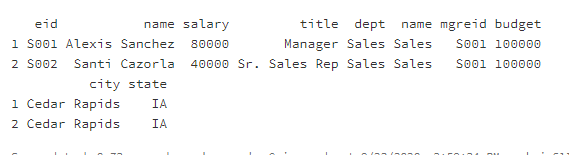 eid name salary title dept name mgreid budget
1 S001 Alexis Sanchez 80000 Manager Sales Sales S001 100000
2 S002 Santi Cazorla 40000 Sr. Sales Rep Sales Sales S001 100000
city state
1 Cedar Rapids IA
2 Cedar Rapids IA